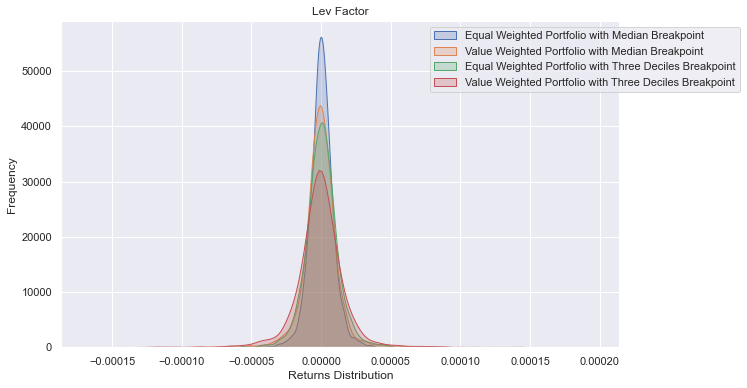 Lev Factor
Equal Weighted Portfolio with Median Breakpoint
Value Weighted Portfolio with Median Breakpoint
Equal Weighted Portfolio with Three Deciles Breakpoint
Value Weighted Portfolio with Three Deciles Breakpoint
50000
40000
30000
20000
10000
0
Frequency
−0.00015 −0.00010 −0.00005 0.00000 0.00005 0.00010 0.00015 0.00020
Returns Distribution